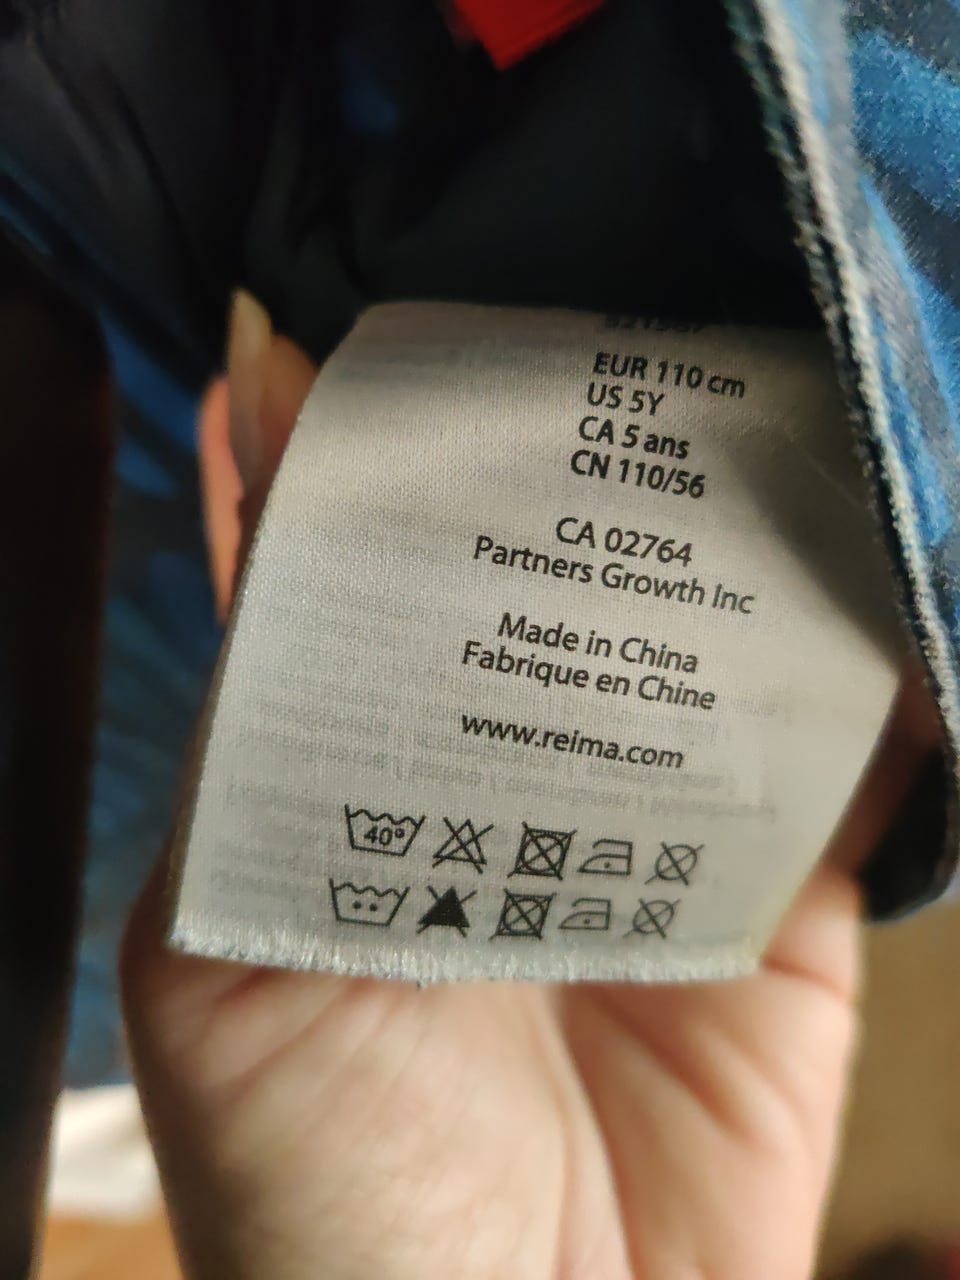 EUR 110 cm
US 5Y
CA 5 ans
CN 110/56
CA 02764
Partners Growth Inc
Made in China
Fabrique en Chine
www.reima.com
40°